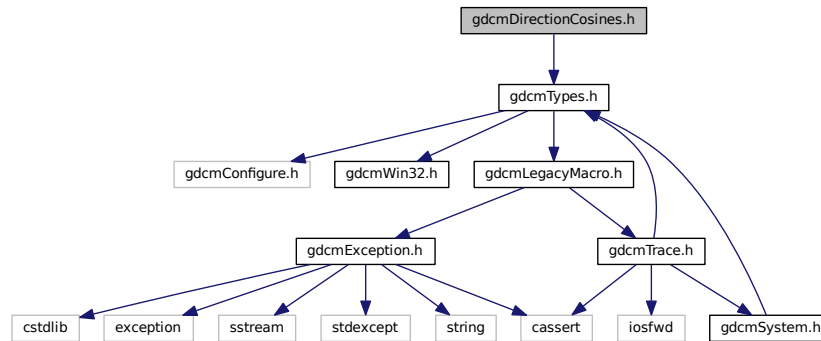 gdcmDirectionCosines.h
gdcmTypes.h
gdcmConfigure.h
gdcmWin32.h
gdcmLegacyMacro.h
gdcmException.h
gdcmTrace.h
cstdlib
exception
sstream
stdexcept
string
cassert
iosfwd
gdcmSystem.h